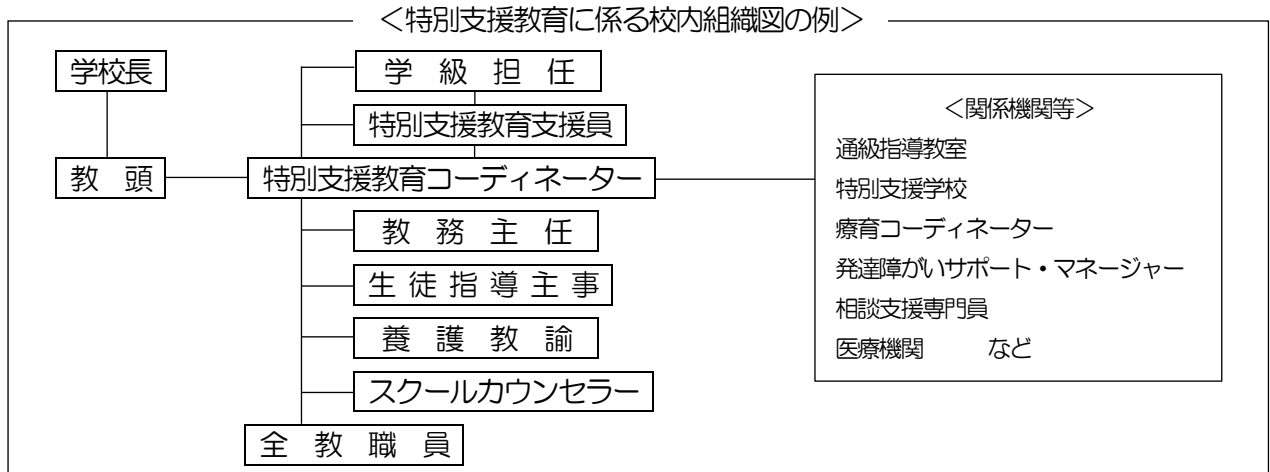 ＜特別支援教育に係る校内組織図の例＞
学校長
教頭
学級担任
特別支援教育支援員
特別支援教育コーディネーター
教務主任
生徒指導主事
養護教諭
スクールカウンセラー
全教職員
＜関係機関等＞
通級指導教室
特別支援学校
療育コーディネーター
発達障がいサポート・マネージャー
相談支援専門員
医療機関　　など